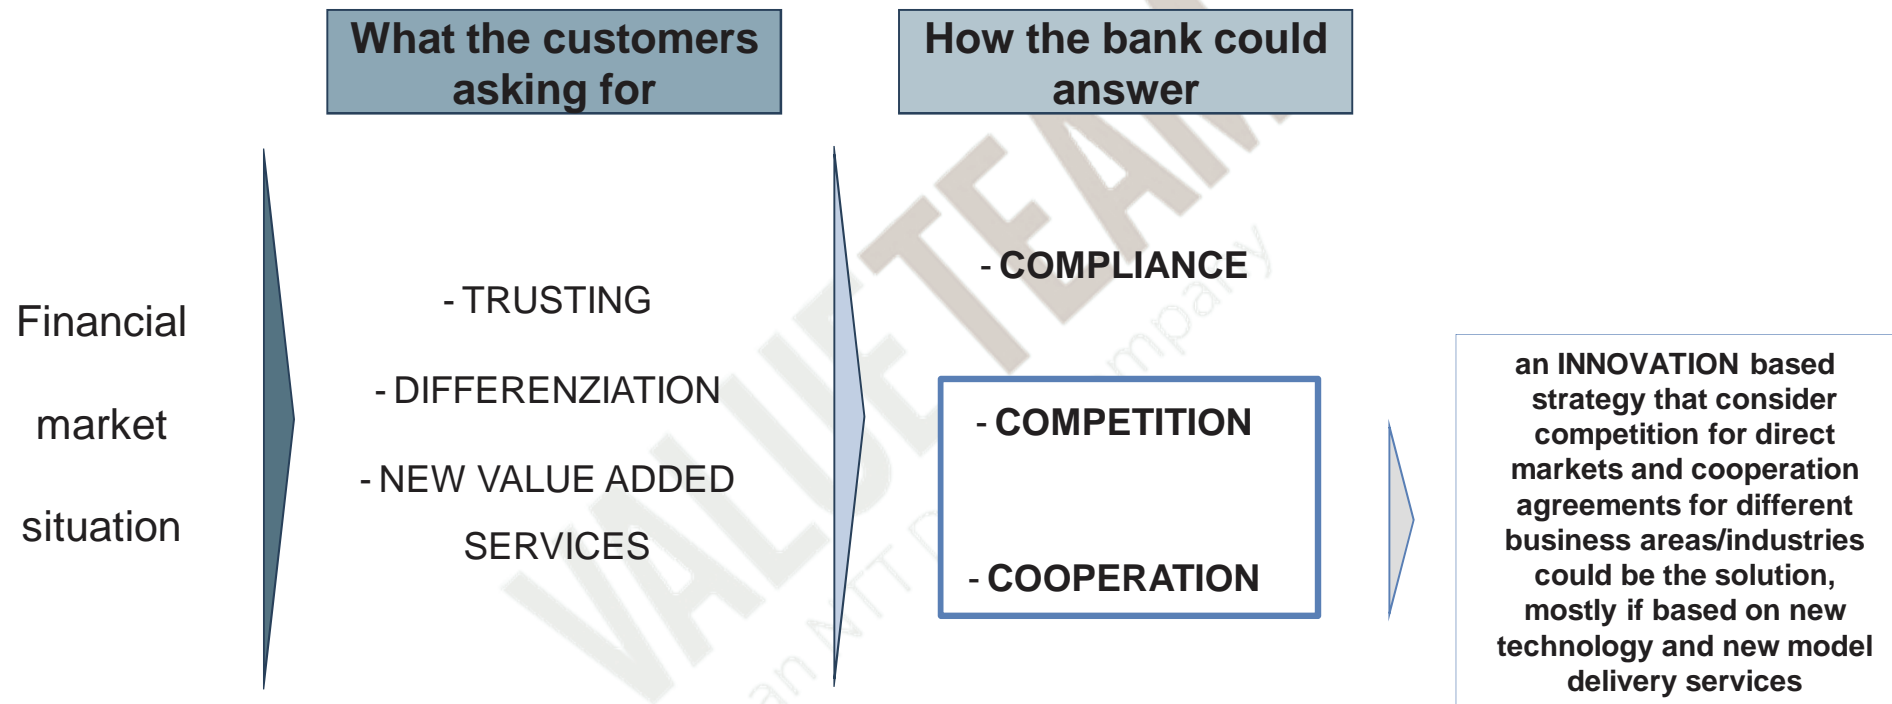 What the customers
asking for
How the bank could
answer
Financial
market
situation
- TRUSTING
- DIFFERENZIATION
- NEW VALUE ADDED
SERVICES
- COMPLIANCE
- COMPETITION
- COOPERATION
an INNOVATION based
strategy that consider
competition for direct
markets and cooperation
agreements for different
business areas/industries
could be the solution,
mostly if based on new
technology and new model
delivery services
VALUE TEAM
an NTT D
mpany